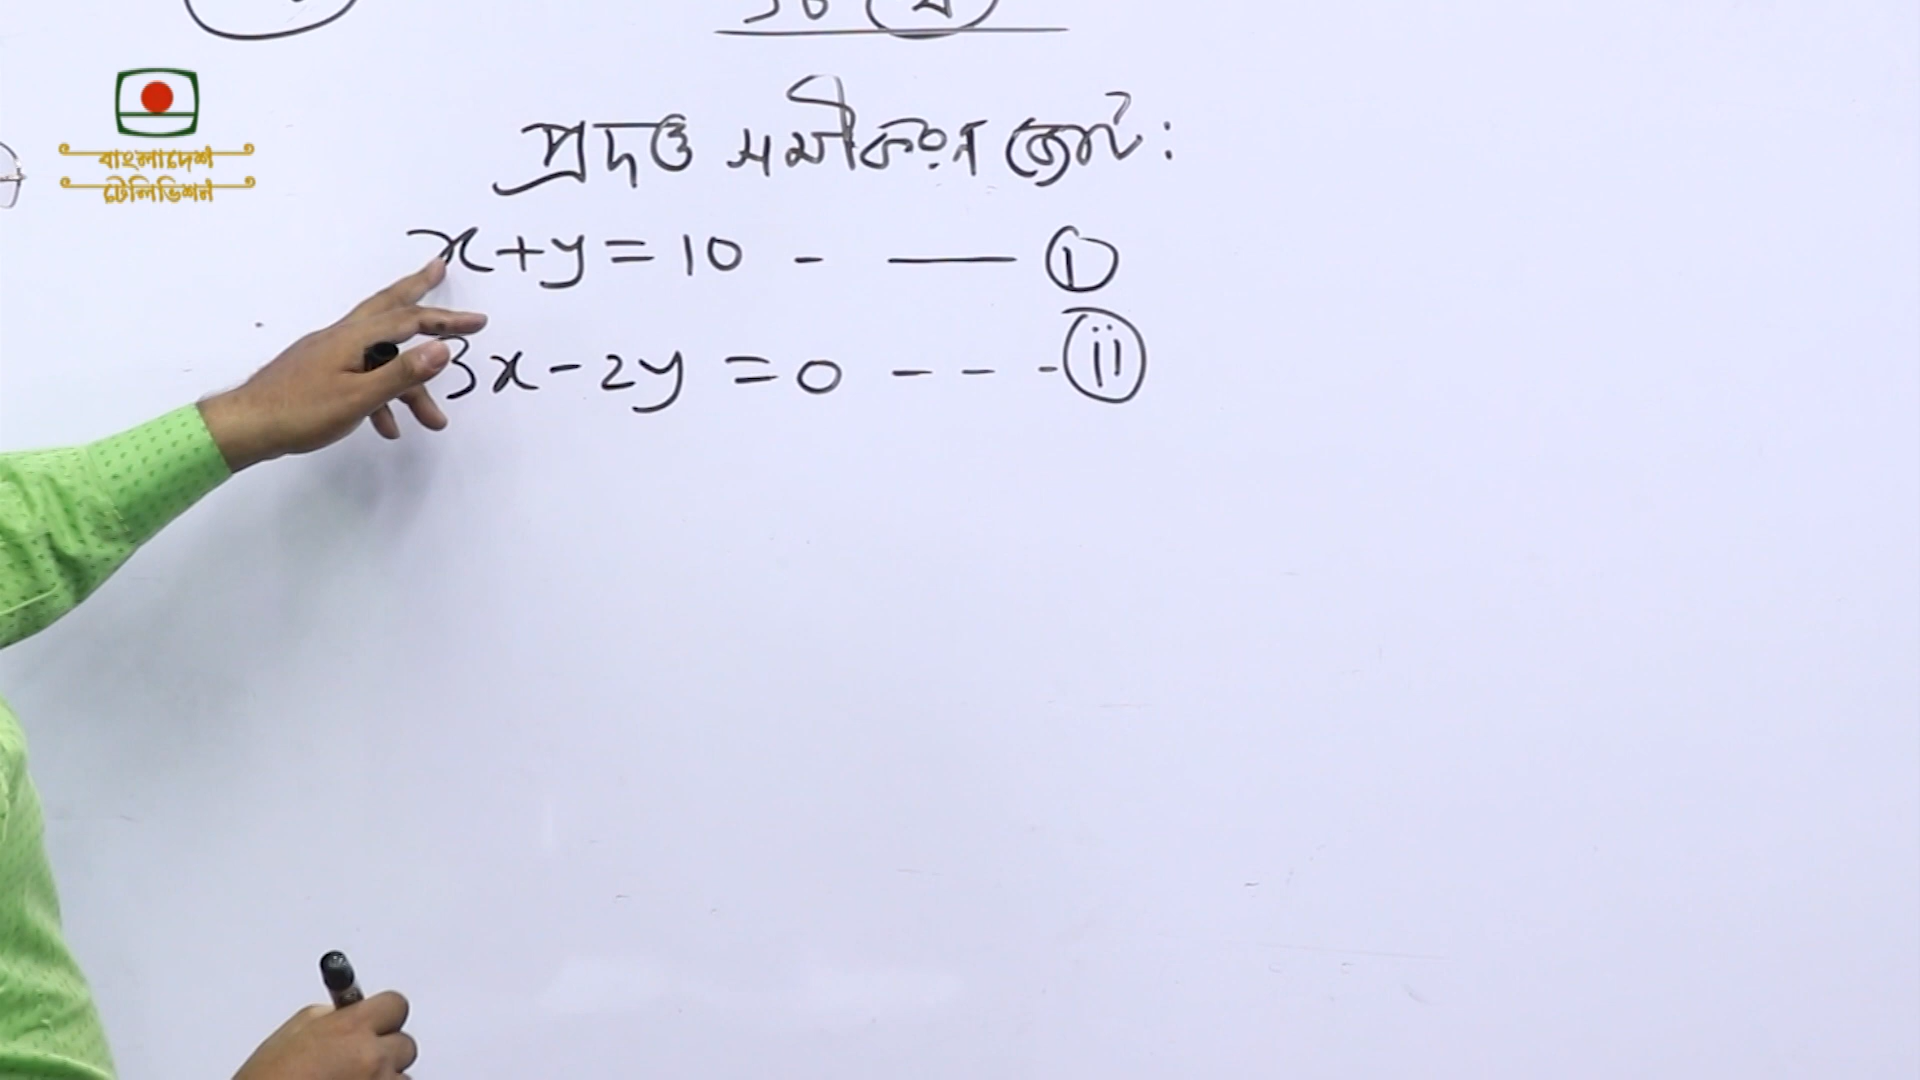 বাংলাদেশ
টেলিভিশন
প্রদত্ত সমীকরণ জোট :
x+y = 10 - — (i)
3x-2y = 0 - - - (ii)